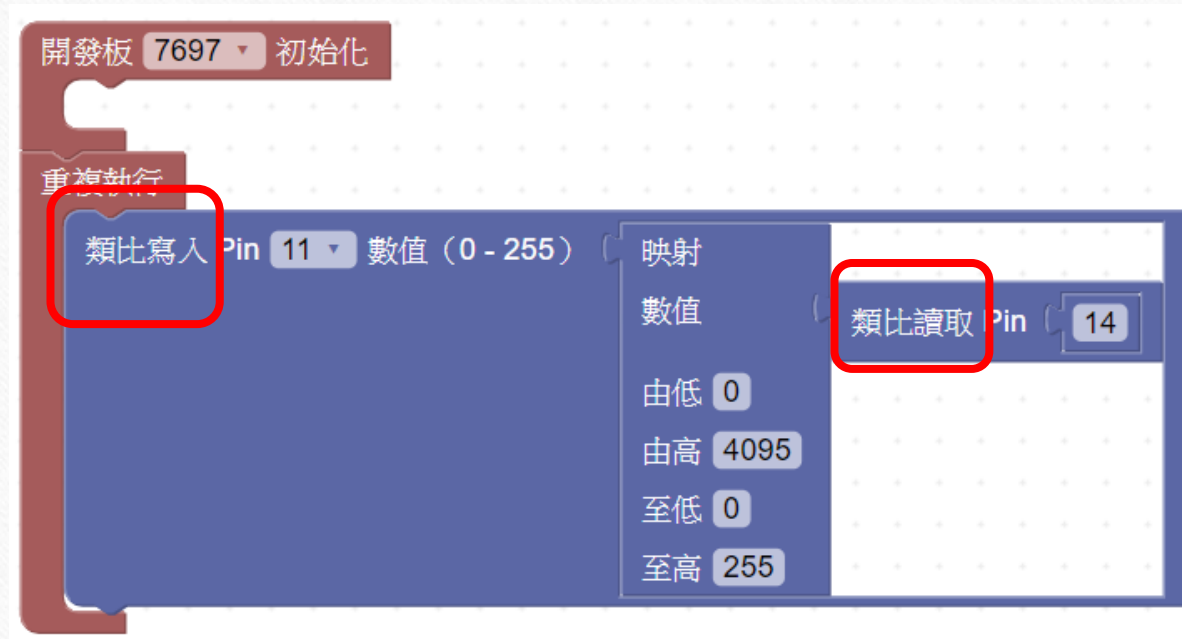 開發板 7697 初始化
重複執行
類比寫入 Pin 11 數值（0 - 255） 映射
數值 類比讀取 Pin 14
由低 0
由高 4095
至低 0
至高 255